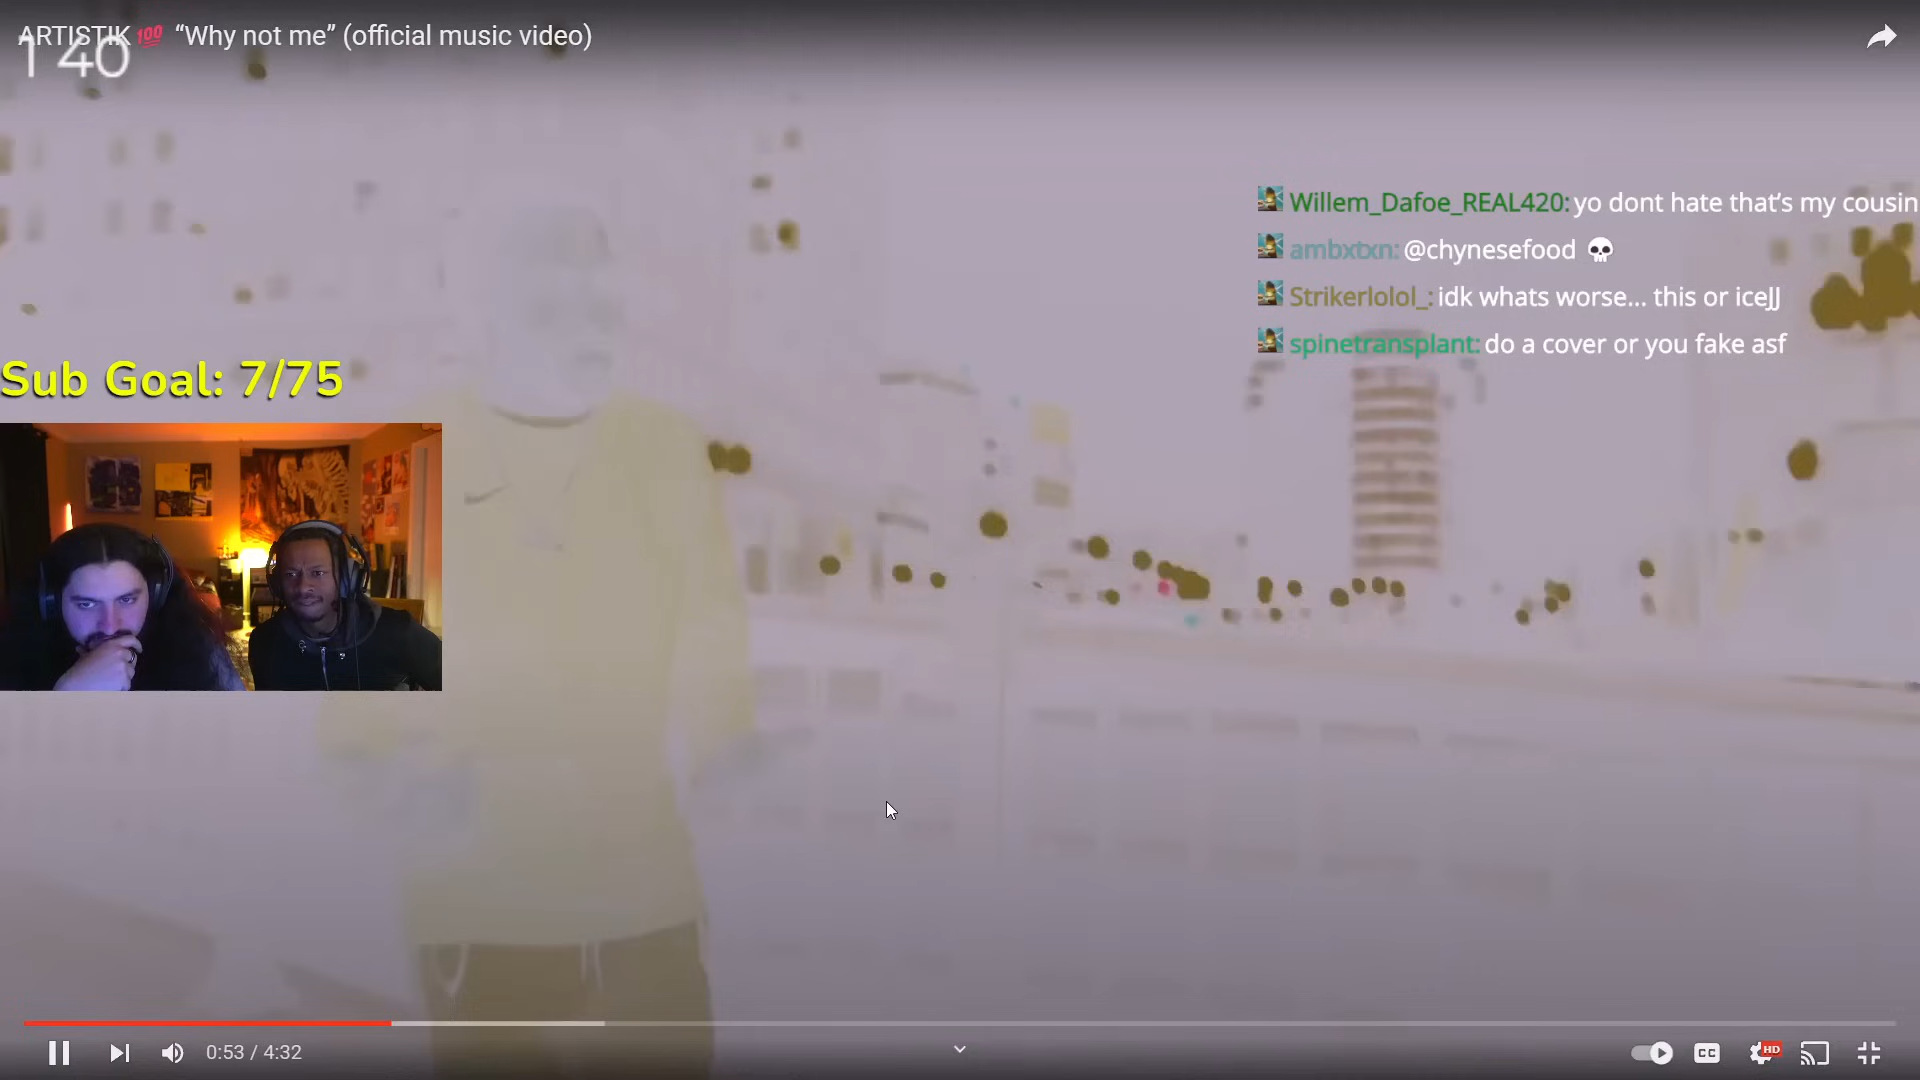 ARTISTIK💯 “Why not me” (official music video)
140
Willem_Dafoe_REAL420: yo dont hate that’s my cousin
ambxtxn: @chynesefood 💀
Strikerlolol_: idk whats worse... this or iceJJ
spinetransplant: do a cover or you fake asf
Sub Goal: 7/75
0:53 / 4:32
CC
HD